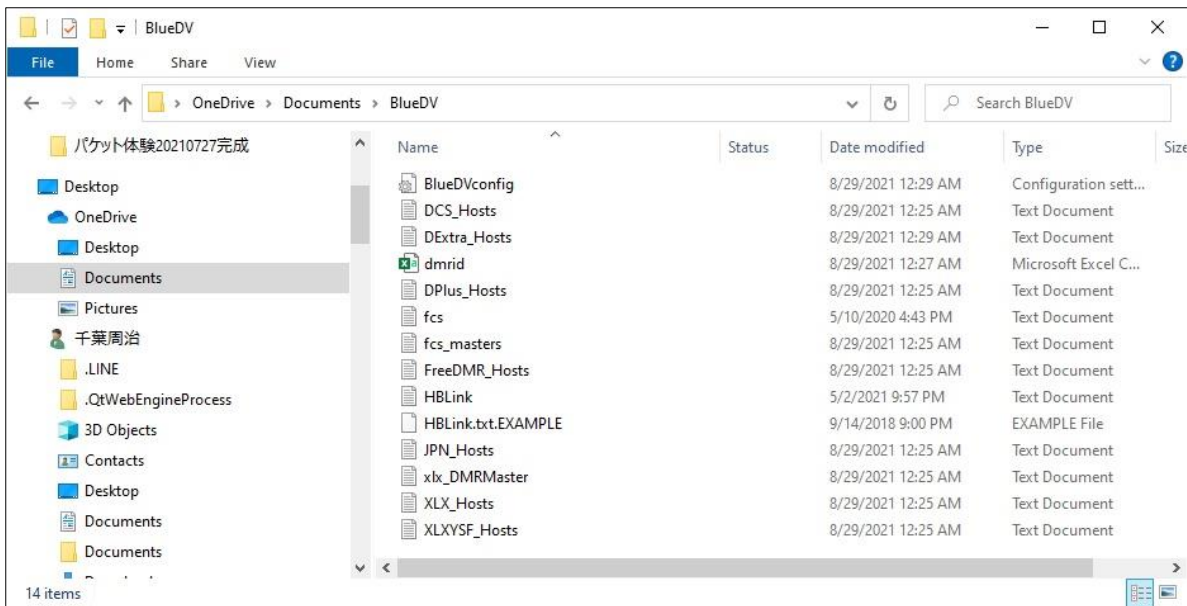 BlueDV
File Home Share View
OneDrive > Documents > BlueDV
Search BlueDV
パケット体験20210727完成
Desktop
OneDrive
Desktop
Documents
Pictures
千葉周治
.LINE
.QtWebEngineProcess
3D Objects
Contacts
Desktop
Documents
Documents
Name Status Date modified Type Size
BlueDVconfig 8/29/2021 12:29 AM Configuration sett...
DCS_Hosts 8/29/2021 12:25 AM Text Document
DExtra_Hosts 8/29/2021 12:29 AM Text Document
dmrid 8/29/2021 12:27 AM Microsoft Excel C...
DPlus_Hosts 8/29/2021 12:25 AM Text Document
fcs 5/10/2020 4:43 PM Text Document
fcs_masters 8/29/2021 12:25 AM Text Document
FreeDMR_Hosts 8/29/2021 12:25 AM Text Document
HBLink 5/2/2021 9:57 PM Text Document
HBLink.txt.EXAMPLE 9/14/2018 9:00 PM EXAMPLE File
JPN_Hosts 8/29/2021 12:25 AM Text Document
xlx_DMRMaster 8/29/2021 12:25 AM Text Document
XLX_Hosts 8/29/2021 12:25 AM Text Document
XLXYSF_Hosts 8/29/2021 12:25 AM Text Document
14 items